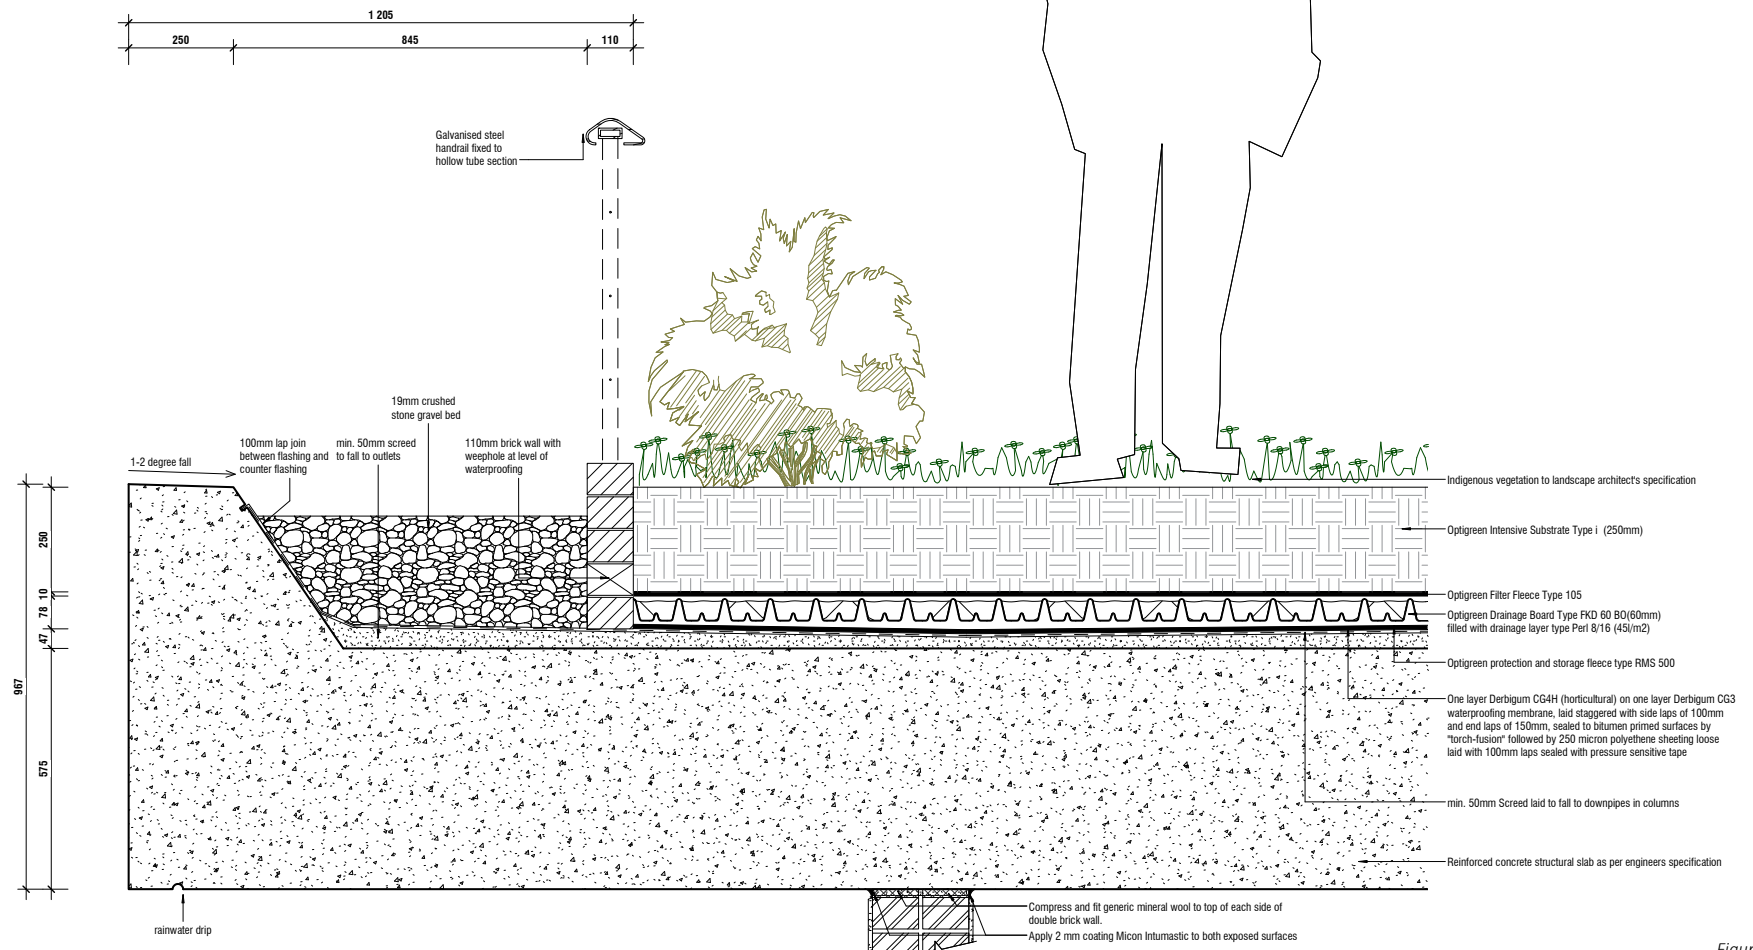 1 205
250
845
110
Galvanised steel
handrail fixed to
hollow tube section
19mm crushed
stone gravel bed
100mm lap join
between flashing and
counter flashing
min. 50mm screed
to fall to outlets
110mm brick wall with
weephole at level of
waterproofing
1-2 degree fall
250
10
78
47
575
967
rainwater drip
Indigenous vegetation to landscape architect's specification
Optigreen Intensive Substrate Type i (250mm)
Optigreen Filter Fleece Type 105
Optigreen Drainage Board Type FKD 60 BO(60mm)
filled with drainage layer type Perl 8/16 (45l/m2)
Optigreen protection and storage fleece type RMS 500
One layer Derbigum CG4H (horticultural) on one layer Derbigum CG3
waterproofing membrane, laid staggered with side laps of 100mm
and end laps of 150mm, sealed to bitumen primed surfaces by
"torch-fusion" followed by 250 micron polyethene sheeting loose
laid with 100mm laps sealed with pressure sensitive tape
min. 50mm Screed laid to fall to downpipes in columns
Reinforced concrete structural slab as per engineers specification
Compress and fit generic mineral wool to top of each side of
double brick wall.
Apply 2 mm coating Micon Intumastic to both exposed surfaces